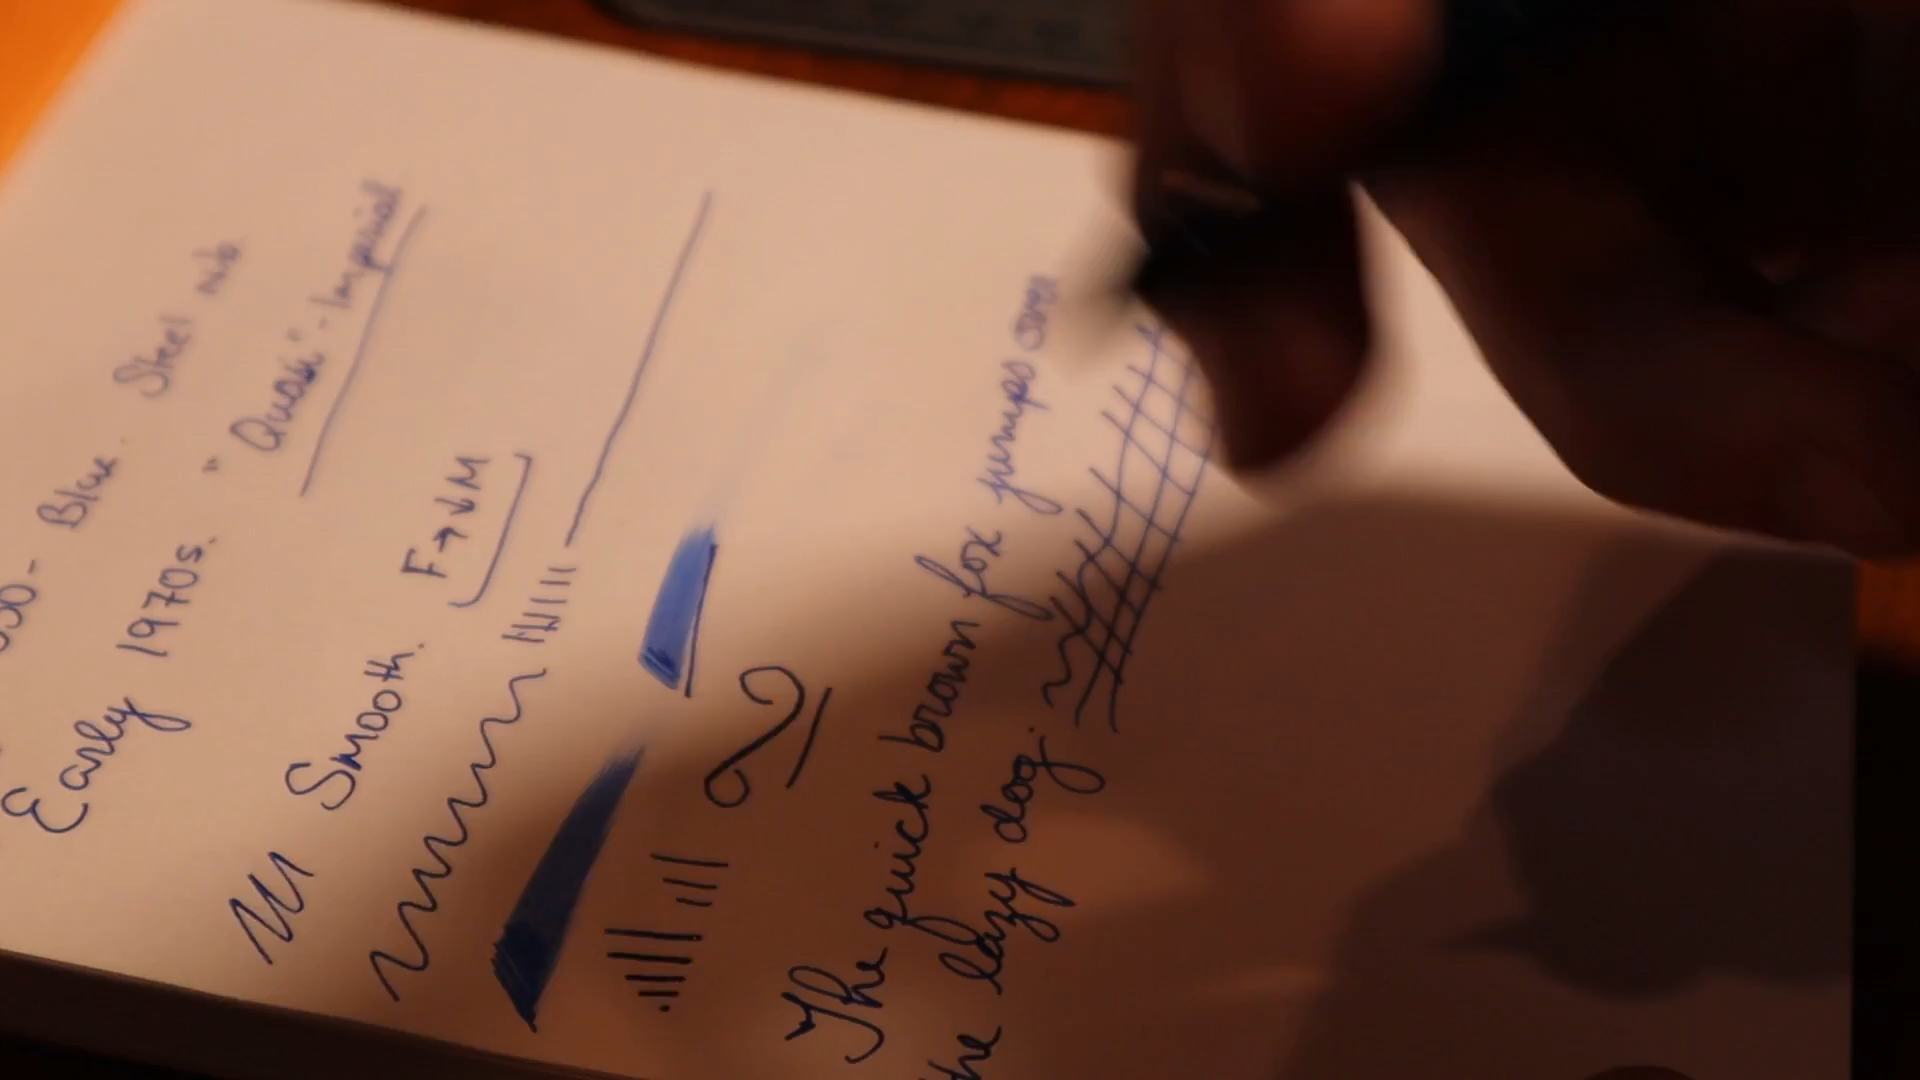 - Blue. Steel nib
Early 1970s. "Quasi"-Imperial
Smooth. F→↓M
The quick brown fox jumps over
the lazy dog.